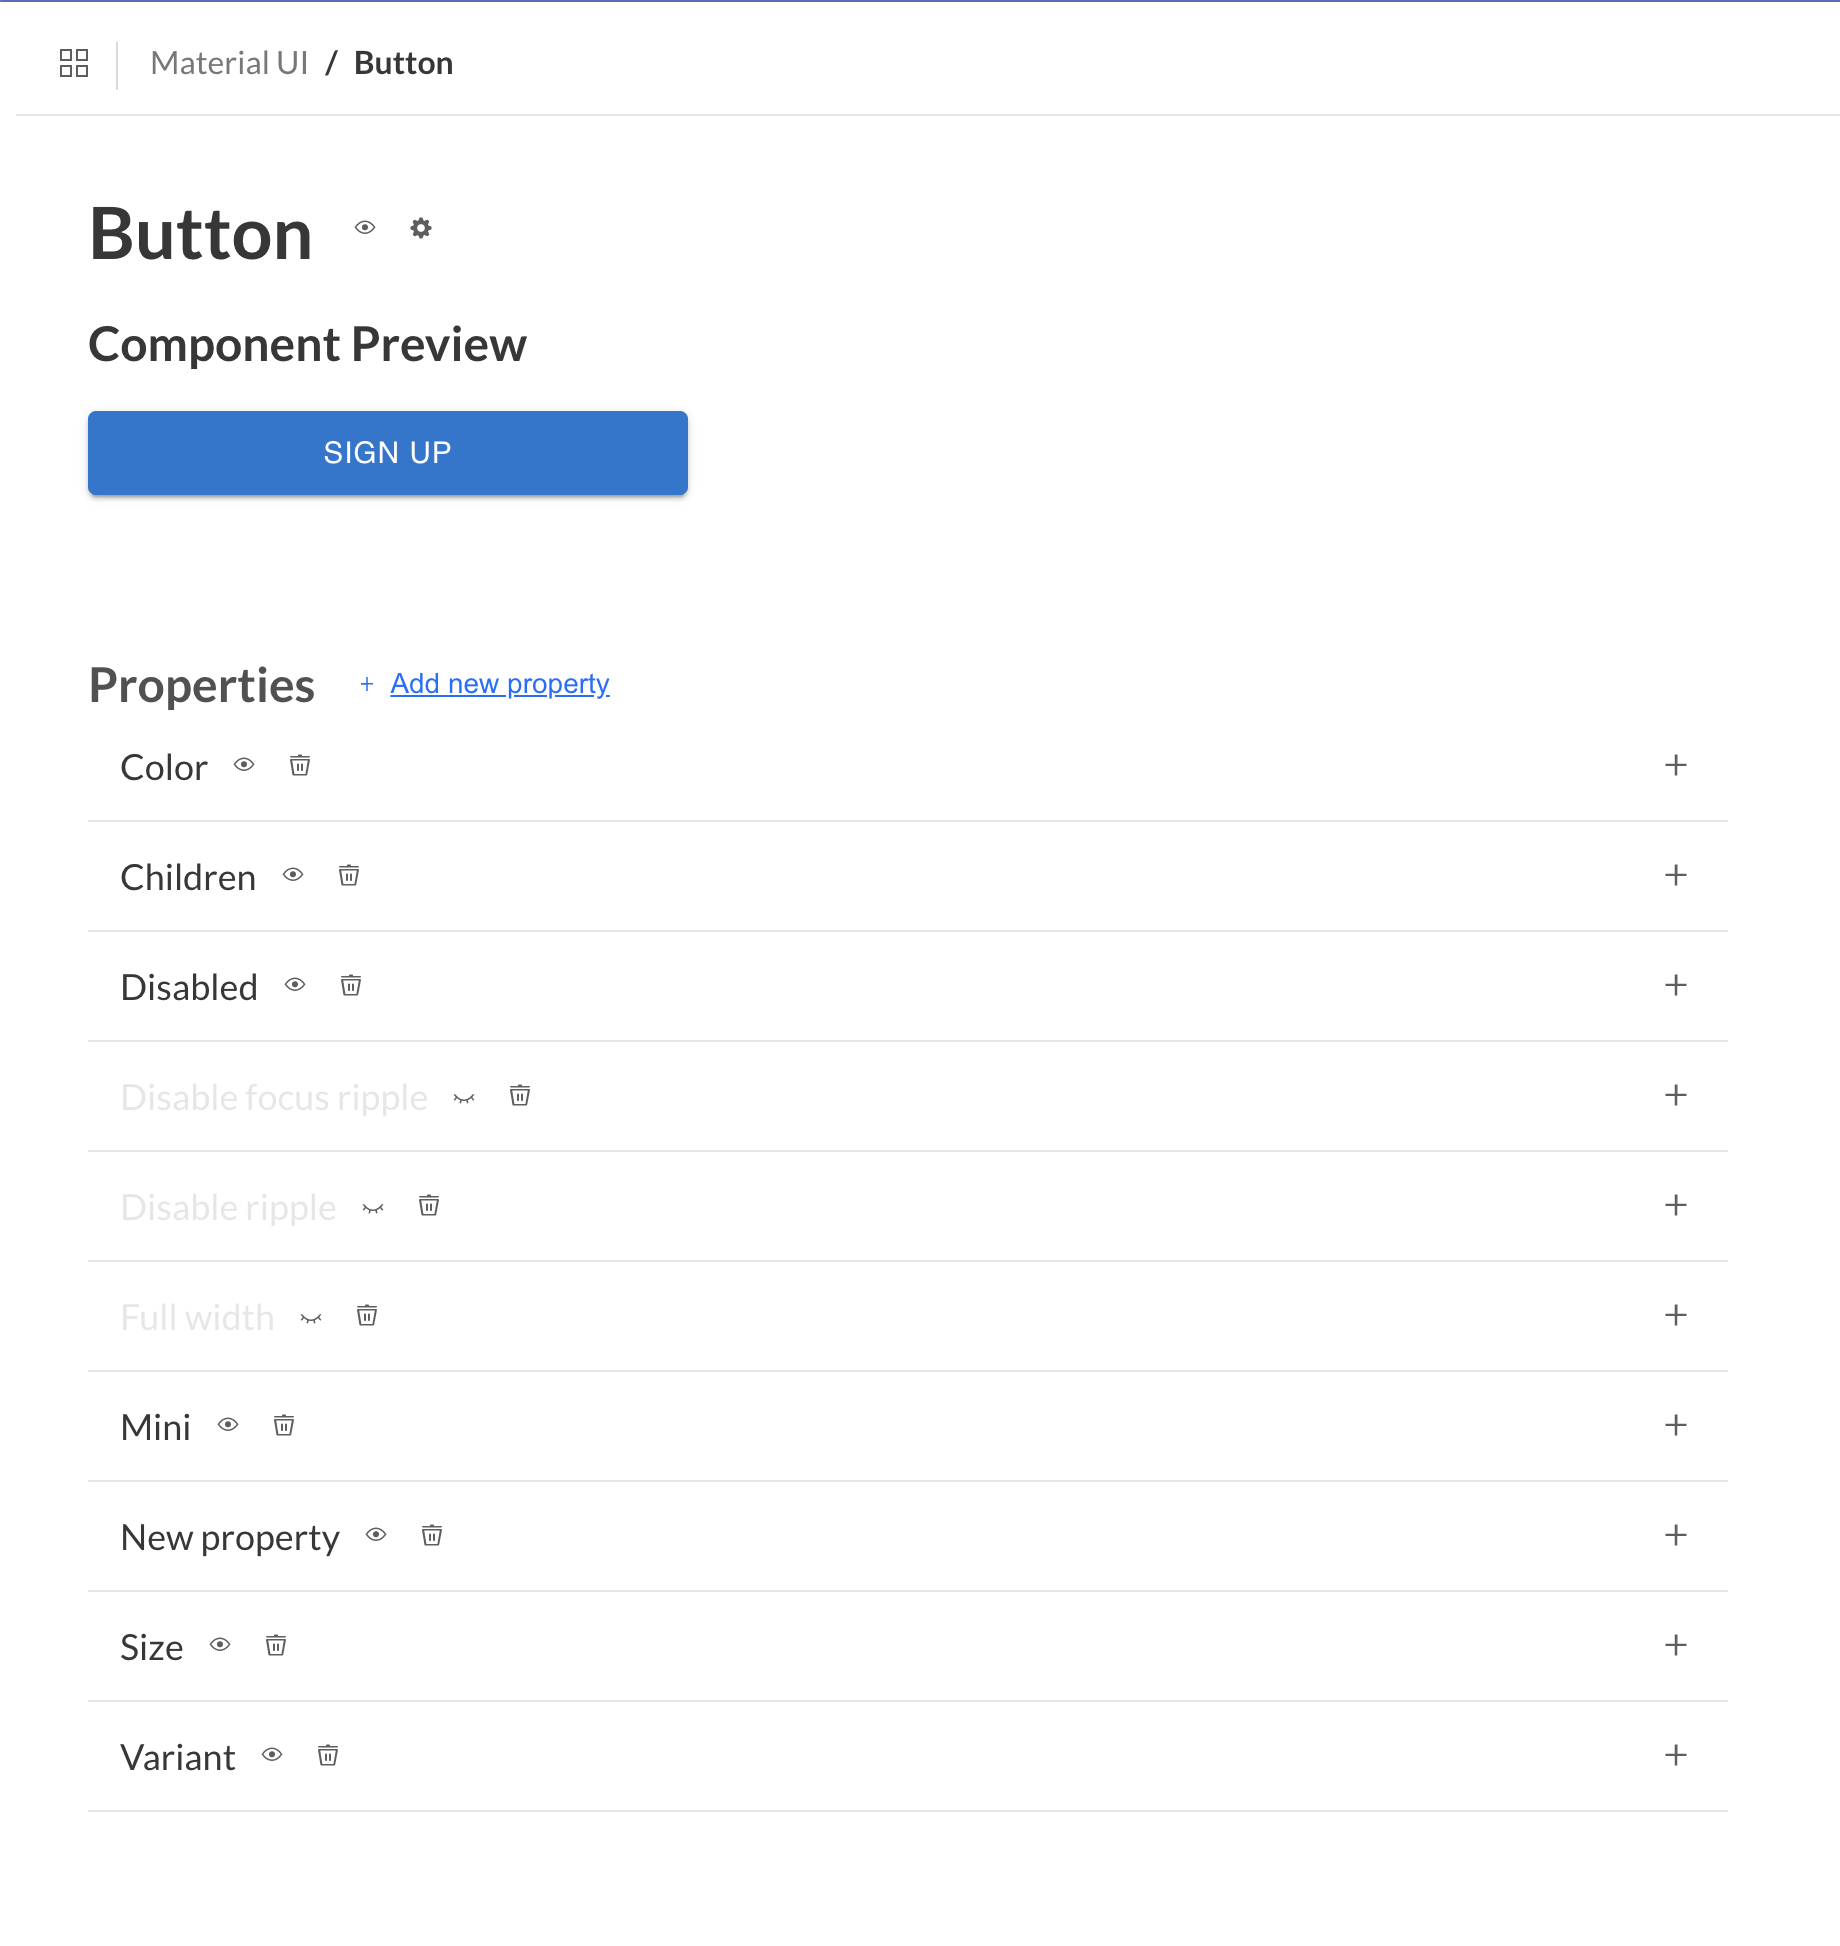 Material UI / Button
Button
Component Preview
SIGN UP
Properties + Add new property
Color
Children
Disabled
Disable focus ripple
Disable ripple
Full width
Mini
New property
Size
Variant